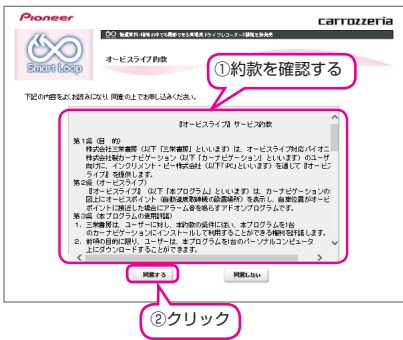 Pioneer
carrozzeria
Smart Loop
オービスライブ約款
①約款を確認する
下記の内容をよくお読みになり、同意の上でお申し込みください。
『オービスライブ』 サービス約款
第1条 (目 的)
株式会社三栄書房 (以下 「三栄書房」 といいます) は、オービスライブ対応パイオニ
株式会社製カーナビゲーション (以下 「カーナビゲーション」 といいます) のユーザ
向けに、インクリメント・ピー株式会社 (以下「iPC」といいます) を通して 『オービス
ライブ』 を提供します。
第2条 (オービスライブ)
『オービスライブ』 (以下 「本プログラム」 といいます) は、カーナビゲーションの地
図上にオービスポイント (自動速度取締機の設置場所) を表示し、自車位置がオービ
ポイントに接近した場合にアラーム音を鳴らすアドオンプログラムです。
第3条 (本プログラムの使用許諾)
1. 三栄書房は、ユーザーに対し、本約款の条件に従い、本プログラムを1台
のカーナビゲーションにインストールして利用することができる権利を許諾します。
2. 前項の目的に限り、ユーザーは、本プログラムを1台のパーソナルコンピュータ
上にダウンロードすることができます。
同意する
同意しない
②クリック